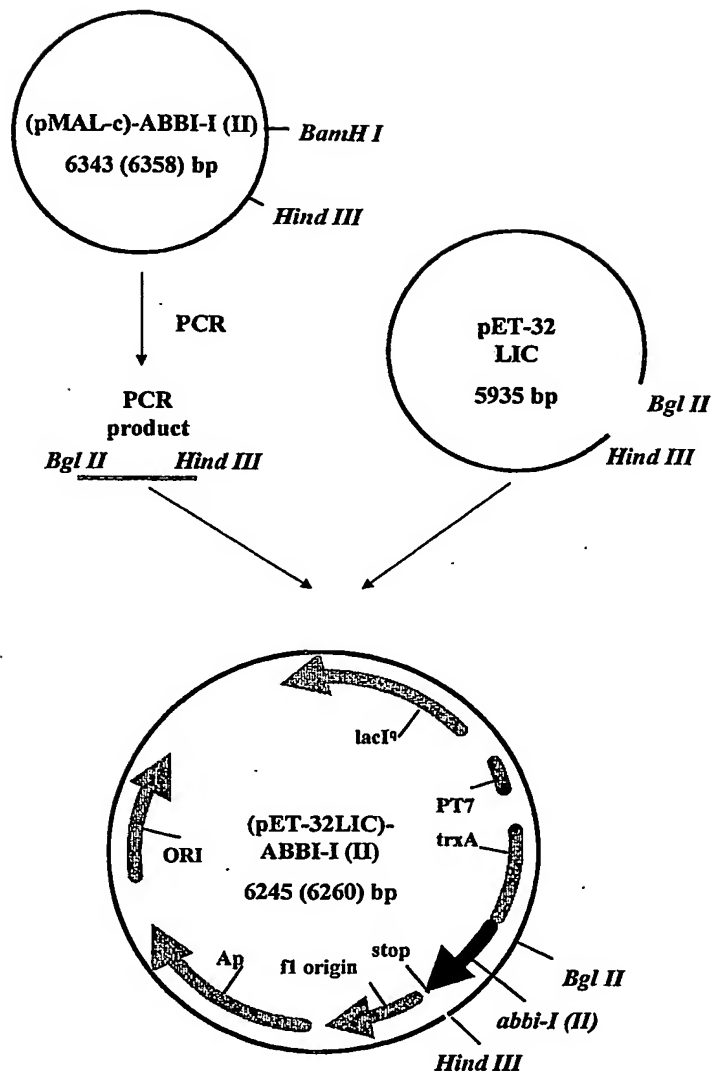 (pMAL-c)-ABBI-I (II)
6343 (6358) bp
BamH I
Hind III
PCR
PCR
product
Bgl II Hind III
pET-32
LIC
5935 bp
Bgl II
Hind III
lacIq
PT7
trxA
(pET-32LIC)-
ABBI-I (II)
6245 (6260) bp
ORI
Ap
f1 origin
stop
Bgl II
abbi-I (II)
Hind III